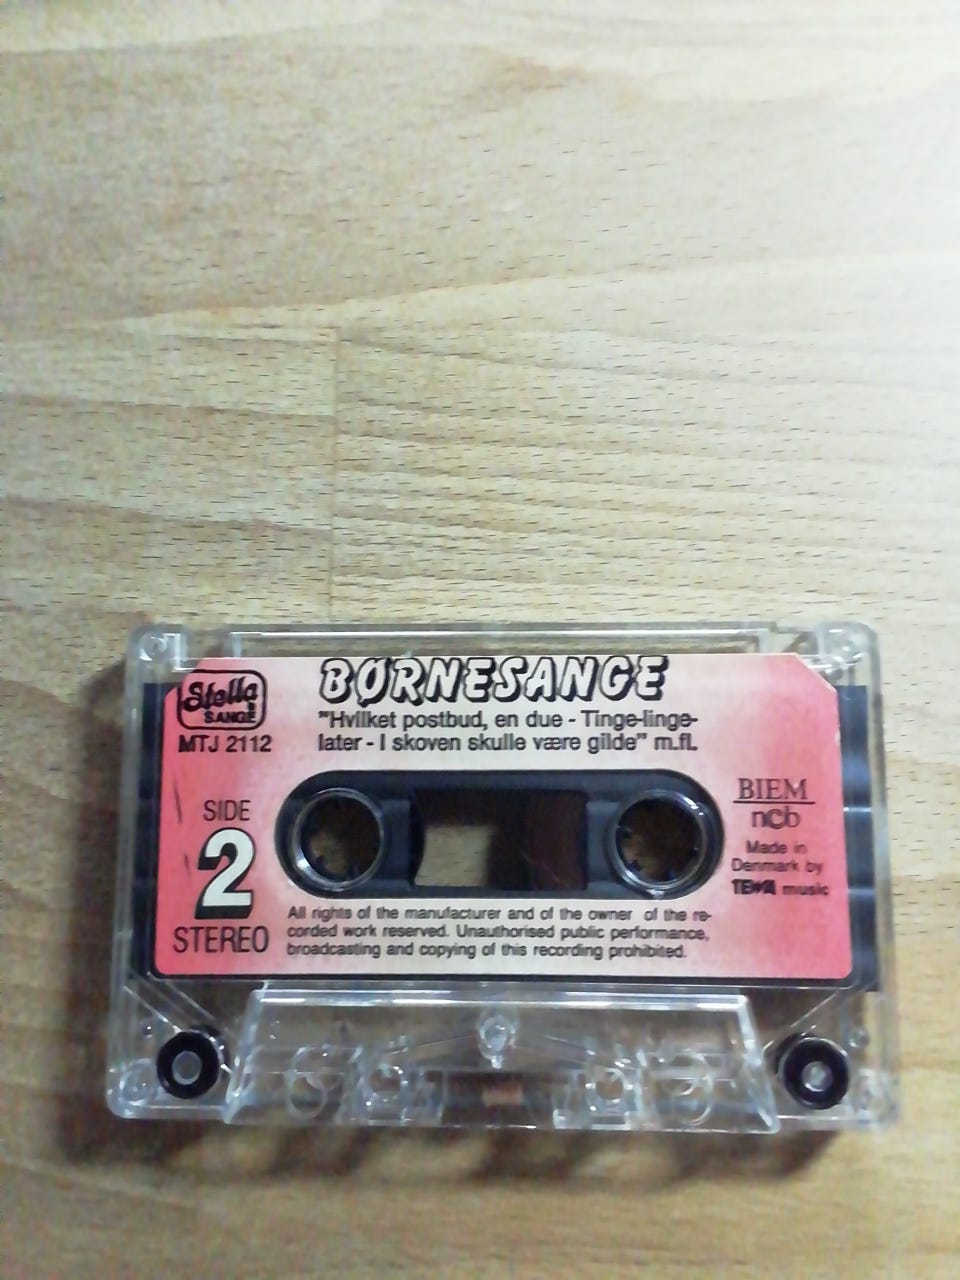 BØRNESANGE
Stella
SANGE
MTJ 2112
"Hvilket postbud, en due - Tinge-linge-
later - I skoven skulle være gilde" m.fl.
SIDE
2
STEREO
BIEM
ncb
Made in
Denmark by
music
All rights of the manufacturer and of the owner of the re-
corded work reserved. Unauthorised public performance,
broadcasting and copying of this recording prohibited.